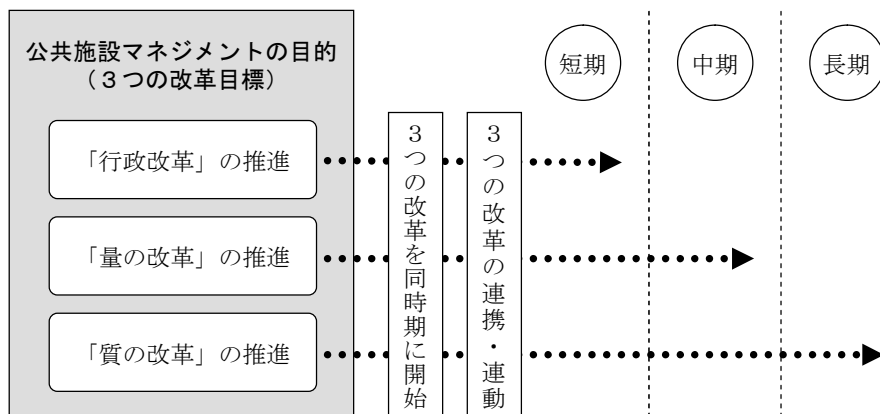 公共施設マネジメントの目的
（３つの改革目標）
短期
中期
長期
「行政改革」の推進
「量の改革」の推進
「質の改革」の推進
３つの改革を同時期に開始
３つの改革の連携・連動